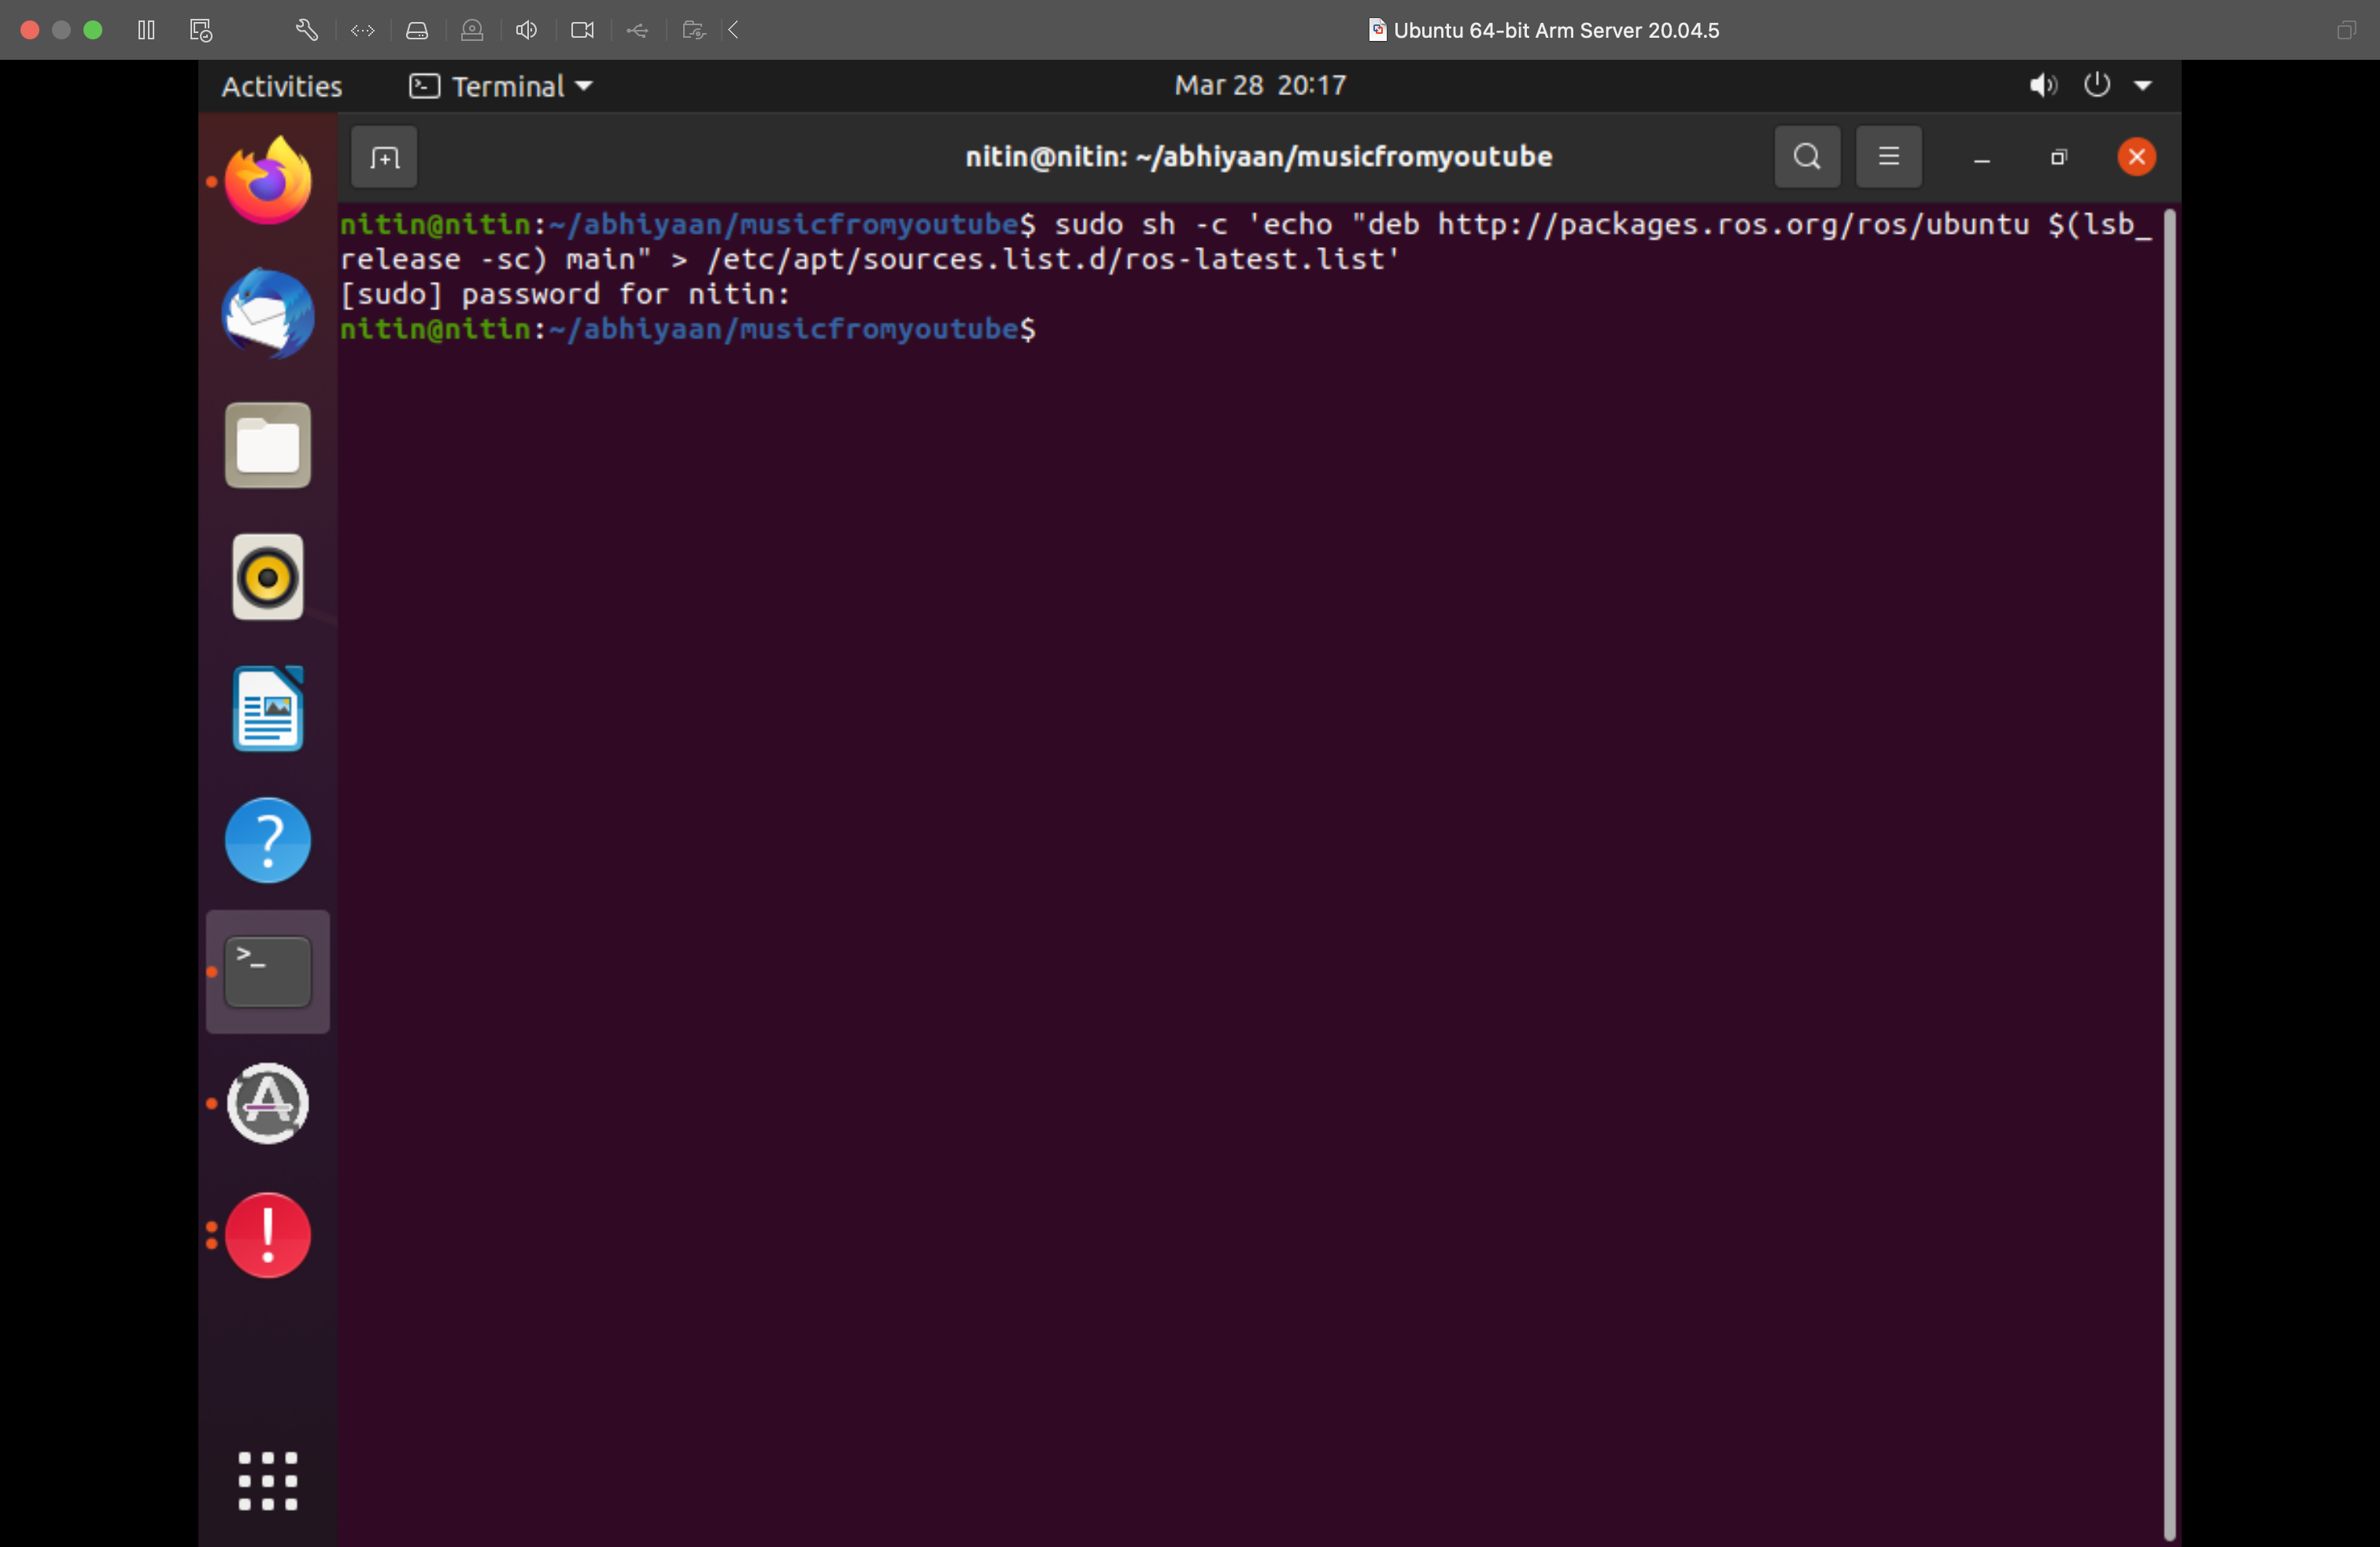 Ubuntu 64-bit Arm Server 20.04.5
Activities
Terminal
Mar 28 20:17
nitin@nitin: ~/abhiyaan/musicfromyoutube
nitin@nitin:~/abhiyaan/musicfromyoutube$ sudo sh -c 'echo "deb http://packages.ros.org/ros/ubuntu $(lsb_
release -sc) main" > /etc/apt/sources.list.d/ros-latest.list'
[sudo] password for nitin:
nitin@nitin:~/abhiyaan/musicfromyoutube$